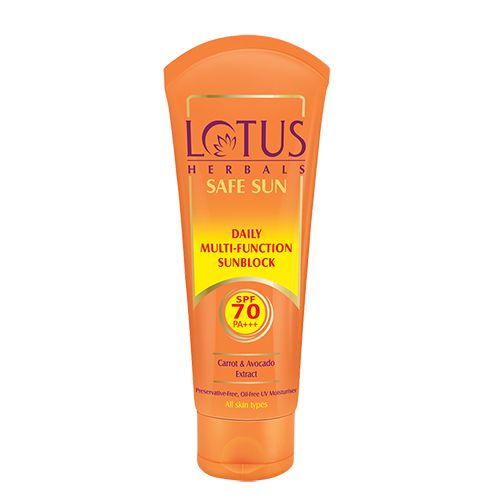 LOTUS
HERBALS
SAFE SUN
DAILY
MULTI-FUNCTION
SUNBLOCK
SPF
70
PA+++
Carrot & Avocado
Extract
Preservative-Free, Oil-Free UV Moisturiser
All skin types